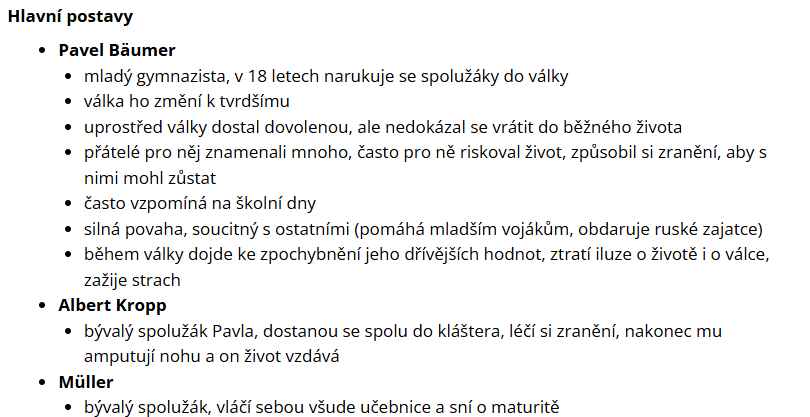 Hlavní postavy
• Pavel Bäumer
• mladý gymnazista, v 18 letech narukuje se spolužáky do války
• válka ho změní k tvrdšímu
• uprostřed války dostal dovolenou, ale nedokázal se vrátit do běžného života
• přátelé pro něj znamenali mnoho, často pro ně riskoval život, způsobil si zranění, aby s
nimi mohl zůstat
• často vzpomíná na školní dny
• silná povaha, soucitný s ostatními (pomáhá mladším vojákům, obdaruje ruské zajatce)
• během války dojde ke zpochybnění jeho dřívějších hodnot, ztratí iluze o životě i o válce,
zažije strach
• Albert Kropp
• bývalý spolužák Pavla, dostanou se spolu do kláštera, léčí si zranění, nakonec mu
amputují nohu a on život vzdává
• Müller
• bývalý spolužák, vláčí sebou všude učebnice a sní o maturitě